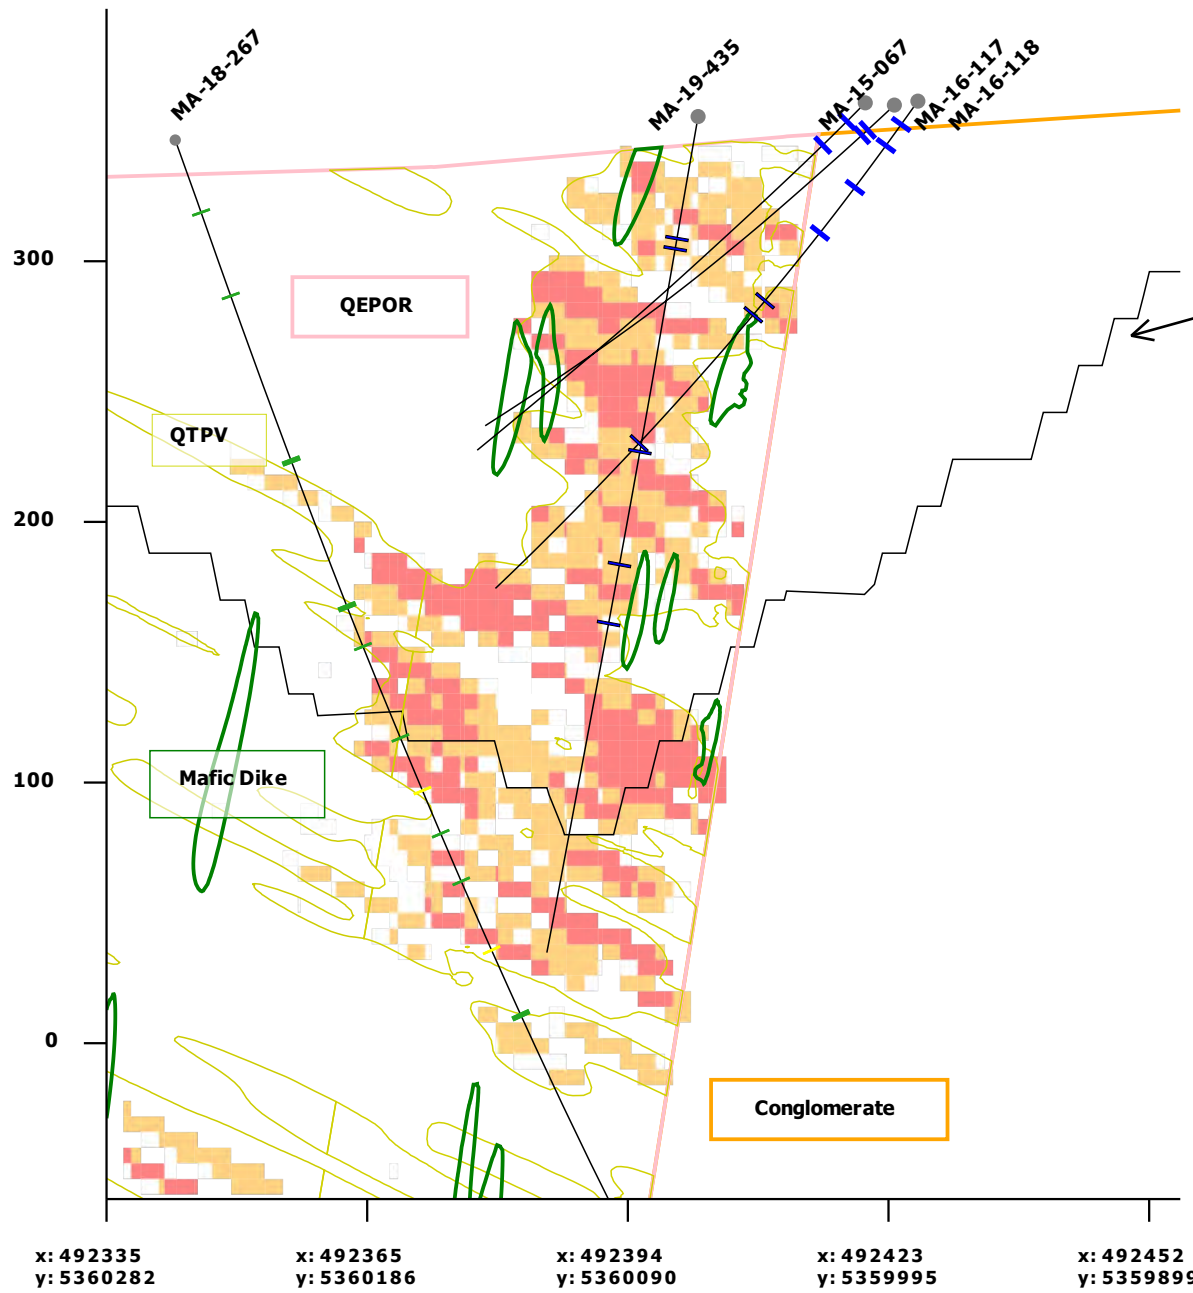 MA-18-267
MA-19-435
MA-15-067
MA-16-117
MA-16-118
300
QEPOR
QTPV
200
Mafic Dike
100
0
Conglomerate
x: 492335
y: 5360282
x: 492365
y: 5360186
x: 492394
y: 5360090
x: 492423
y: 5359995
x: 492452
y: 5359899